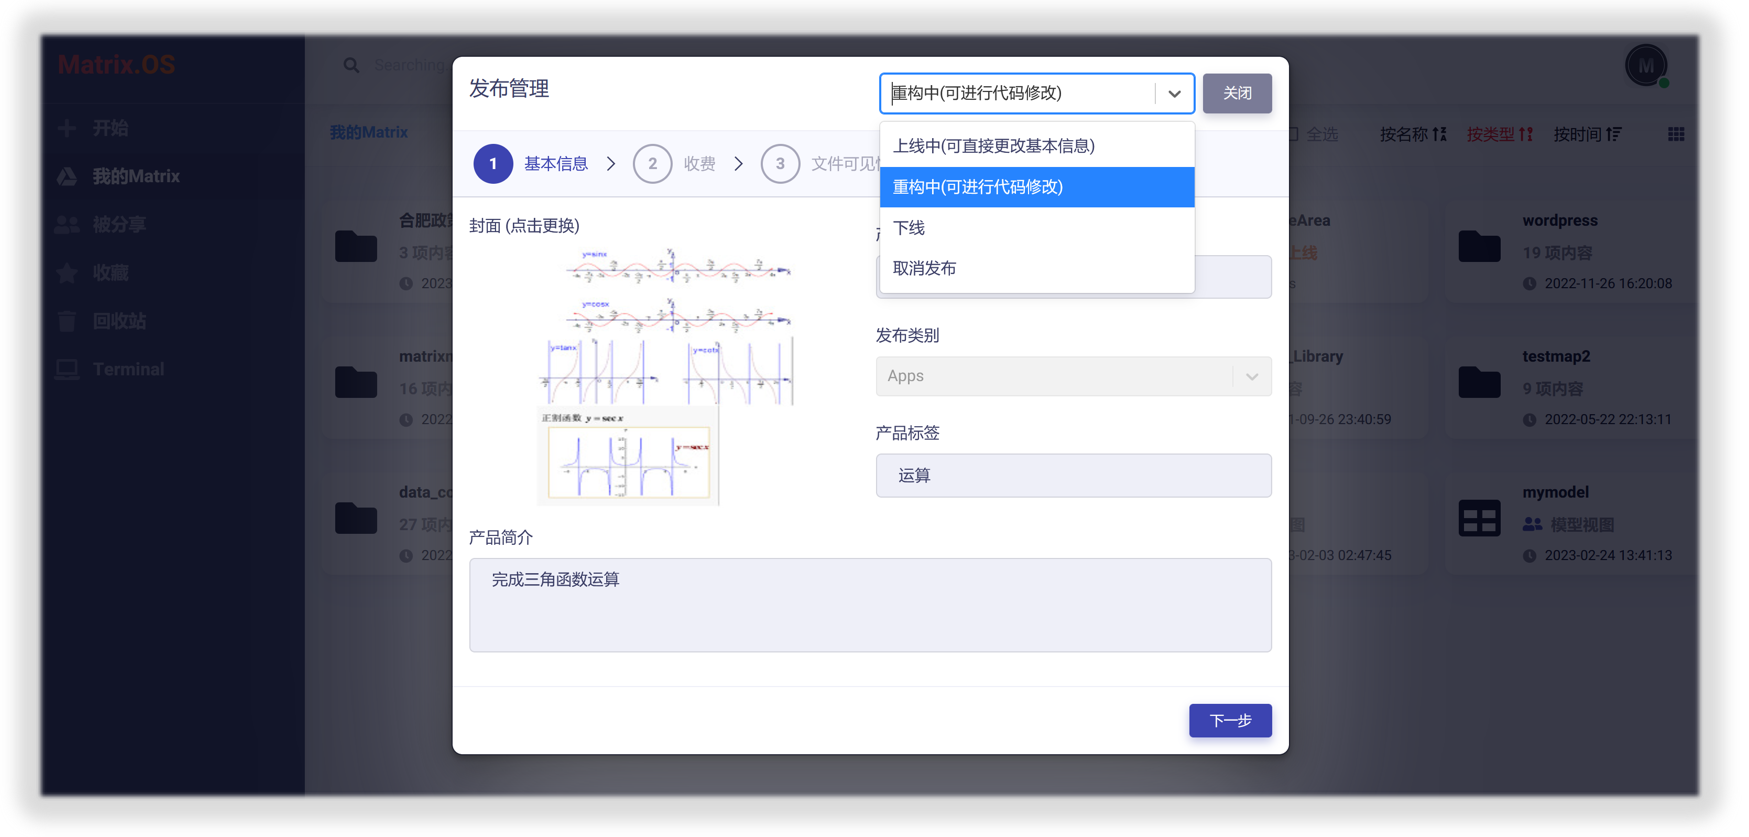 Matrix.OS
开始
我的Matrix
被分享
收藏
回收站
Terminal
Searching
M
我的Matrix
全选
按名称
按类型
按时间
发布管理
重构中(可进行代码修改)
关闭
上线中(可直接更改基本信息)
重构中(可进行代码修改)
下线
取消发布
1 基本信息
2 收费
3 文件可见
封面 (点击更换)
y=sinx
y=cosx
y=tanx
y=cotx
正割函数 y = sec x
y=secx
发布类别
Apps
产品标签
运算
产品简介
完成三角函数运算
下一步
合肥政
3 项内
2023
matrixn
16 项内
2022
data_co
27 项内
2022
eArea
上线
s
wordpress
19 项内容
2022-11-26 16:20:08
_Library
容
1-09-26 23:40:59
testmap2
9 项内容
2022-05-22 22:13:11
图
3-02-03 02:47:45
mymodel
模型视图
2023-02-24 13:41:13